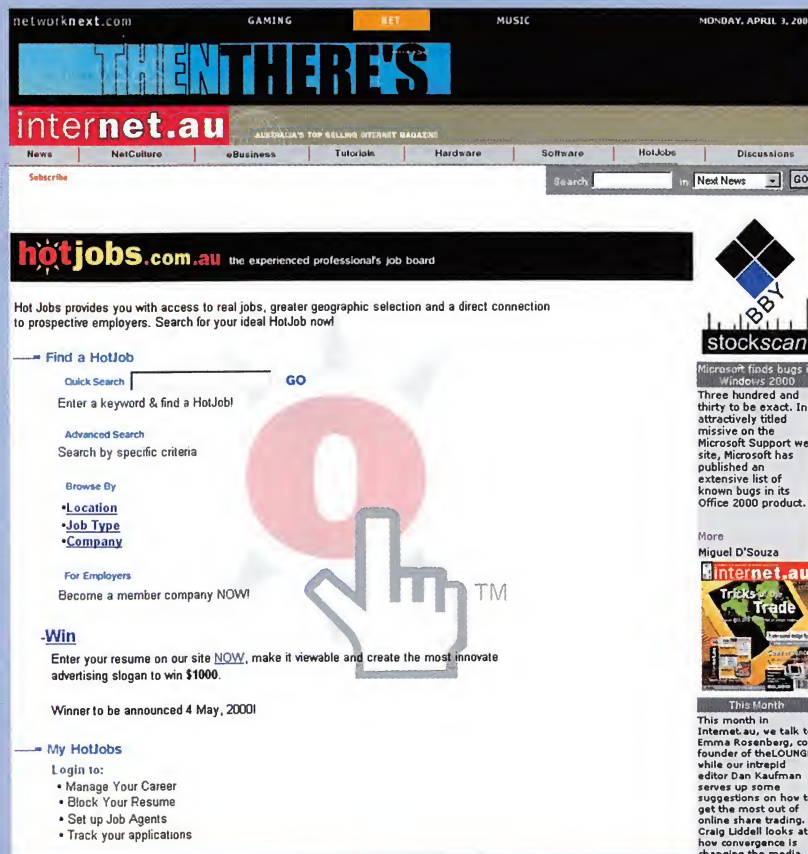 networknext.com GAMING NET MUSIC MONDAY, APRIL 3, 200
THEN THERE'S
internet.au AUSTRALIA'S TOP SELLING INTERNET MAGAZINE
News NetCulture eBusiness Tutorials Hardware Software HotJobs Discussions
Subscribe
Search in Next News GO
hotjobs.com.au the experienced professional's job board
Hot Jobs provides you with access to real jobs, greater geographic selection and a direct connection
to prospective employers. Search for your ideal HotJob now!
Find a HotJob
Quick Search GO
Enter a keyword & find a HotJob!
Advanced Search
Search by specific criteria
Browse By
•Location
•Job Type
•Company
For Employers
Become a member company NOW!
TM
-Win
Enter your resume on our site NOW, make it viewable and create the most innovate
advertising slogan to win $1000.
Winner to be announced 4 May, 2000!
My HotJobs
Login to:
• Manage Your Career
• Block Your Resume
• Set up Job Agents
• Track your applications
BBY
stockscan
Microsoft finds bugs i
Windows 2000
Three hundred and
thirty to be exact. In
attractively titled
missive on the
Microsoft Support we
site, Microsoft has
published an
extensive list of
known bugs in its
Office 2000 product.
More
Miguel D'Souza
internet.au
Tricks of the
Trade
This Month
This month in
Internet.au, we talk t
Emma Rosenberg, co
founder of theLOUNG
while our intrepid
editor Dan Kaufman
serves up some
suggestions on how t
get the most out of
online share trading.
Craig Liddell looks at
how convergence is
changing the media